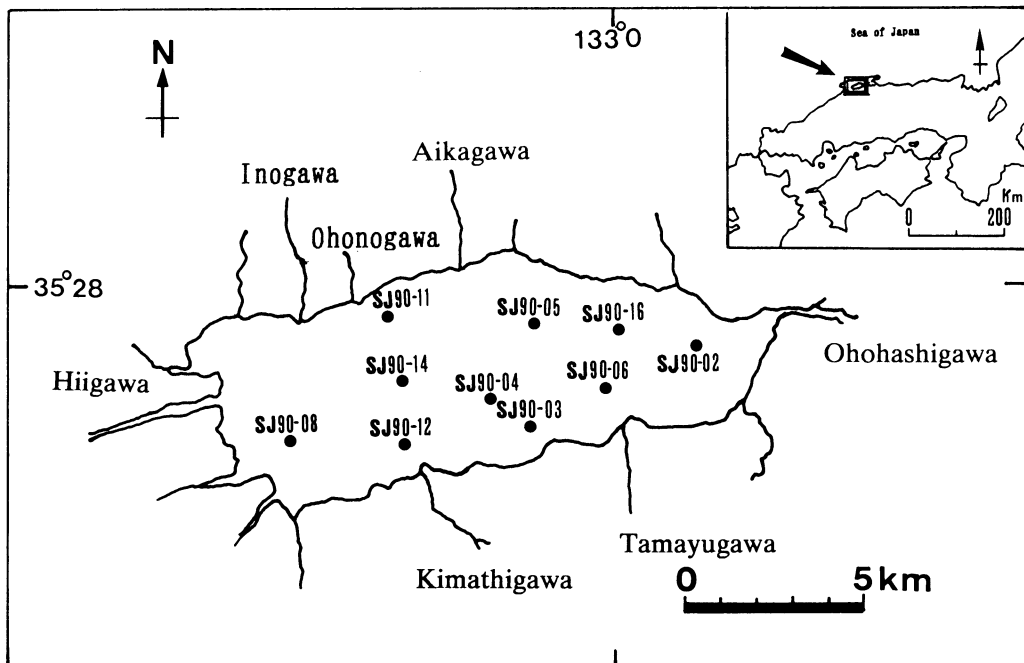 133°0
Sea of Japan
N
Aikagawa
Inogawa
Ohonogawa
Km
0 200
35°28
SJ90-11
SJ90-05
SJ90-16
Ohohashigawa
SJ90-02
SJ90-14
SJ90-06
Hiigawa
SJ90-04
SJ90-03
SJ90-08
SJ90-12
Tamayugawa
Kimathigawa
0 5km